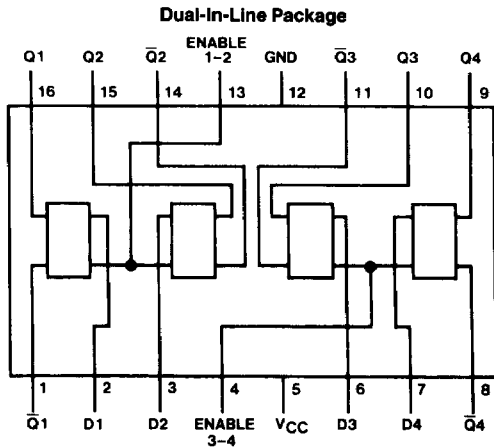 Dual-In-Line Package
Q1 Q2 Q̅2 ENABLE 1–2 GND Q̅3 Q3 Q4
16 15 14 13 12 11 10 9
1 2 3 4 5 6 7 8
Q̅1 D1 D2 ENABLE 3–4 VCC D3 D4 Q̅4